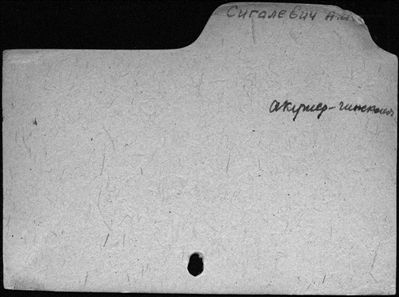 Сигалевич А.М.
акушер-гинеколог